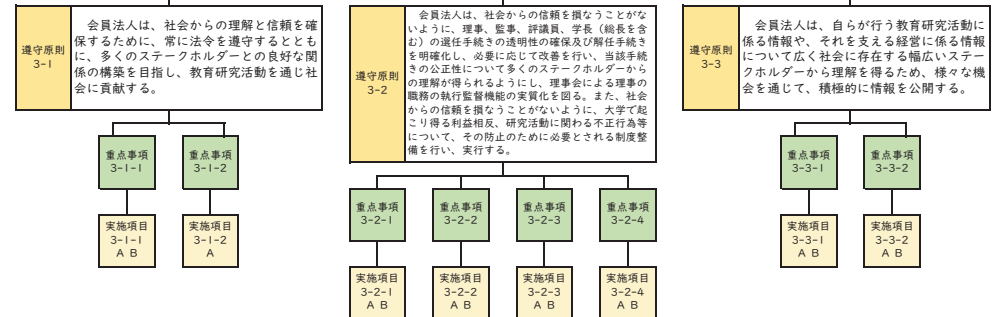 遵守原則
3-1
会員法人は、社会からの理解と信頼を確
保するために、常に法令を遵守するととも
に、多くのステークホルダーとの良好な関
係の構築を目指し、教育研究活動を通じ社
会に貢献する。
重点事項
3-1-1
重点事項
3-1-2
実施項目
3-1-1
A B
実施項目
3-1-2
A
遵守原則
3-2
会員法人は、社会からの信頼を損なうことがな
いように、理事、監事、評議員、学長（総長を含
む）の選任手続きの透明性の確保及び解任手続き
を明確化し、必要に応じて改善を行い、当該手続き
の公正性について多くのステークホルダーから
の理解が得られるようにし、理事会による理事の
職務の執行監督機能の実質化を図る。また、社会
からの信頼を損なうことがないように、大学で起
こり得る利益相反、研究活動に関わる不正行為等
について、その防止のために必要とされる制度整
備を行い、実行する。
重点事項
3-2-1
重点事項
3-2-2
重点事項
3-2-3
重点事項
3-2-4
実施項目
3-2-1
A B
実施項目
3-2-2
A B
実施項目
3-2-3
A B
実施項目
3-2-4
A B
遵守原則
3-3
会員法人は、自らが行う教育研究活動に
係る情報や、それを支える経営に係る情報
について広く社会に存在する幅広いステー
クホルダーから理解を得るため、様々な機
会を通じて、積極的に情報を公開する。
重点事項
3-3-1
重点事項
3-3-2
実施項目
3-3-1
A B
実施項目
3-3-2
A B